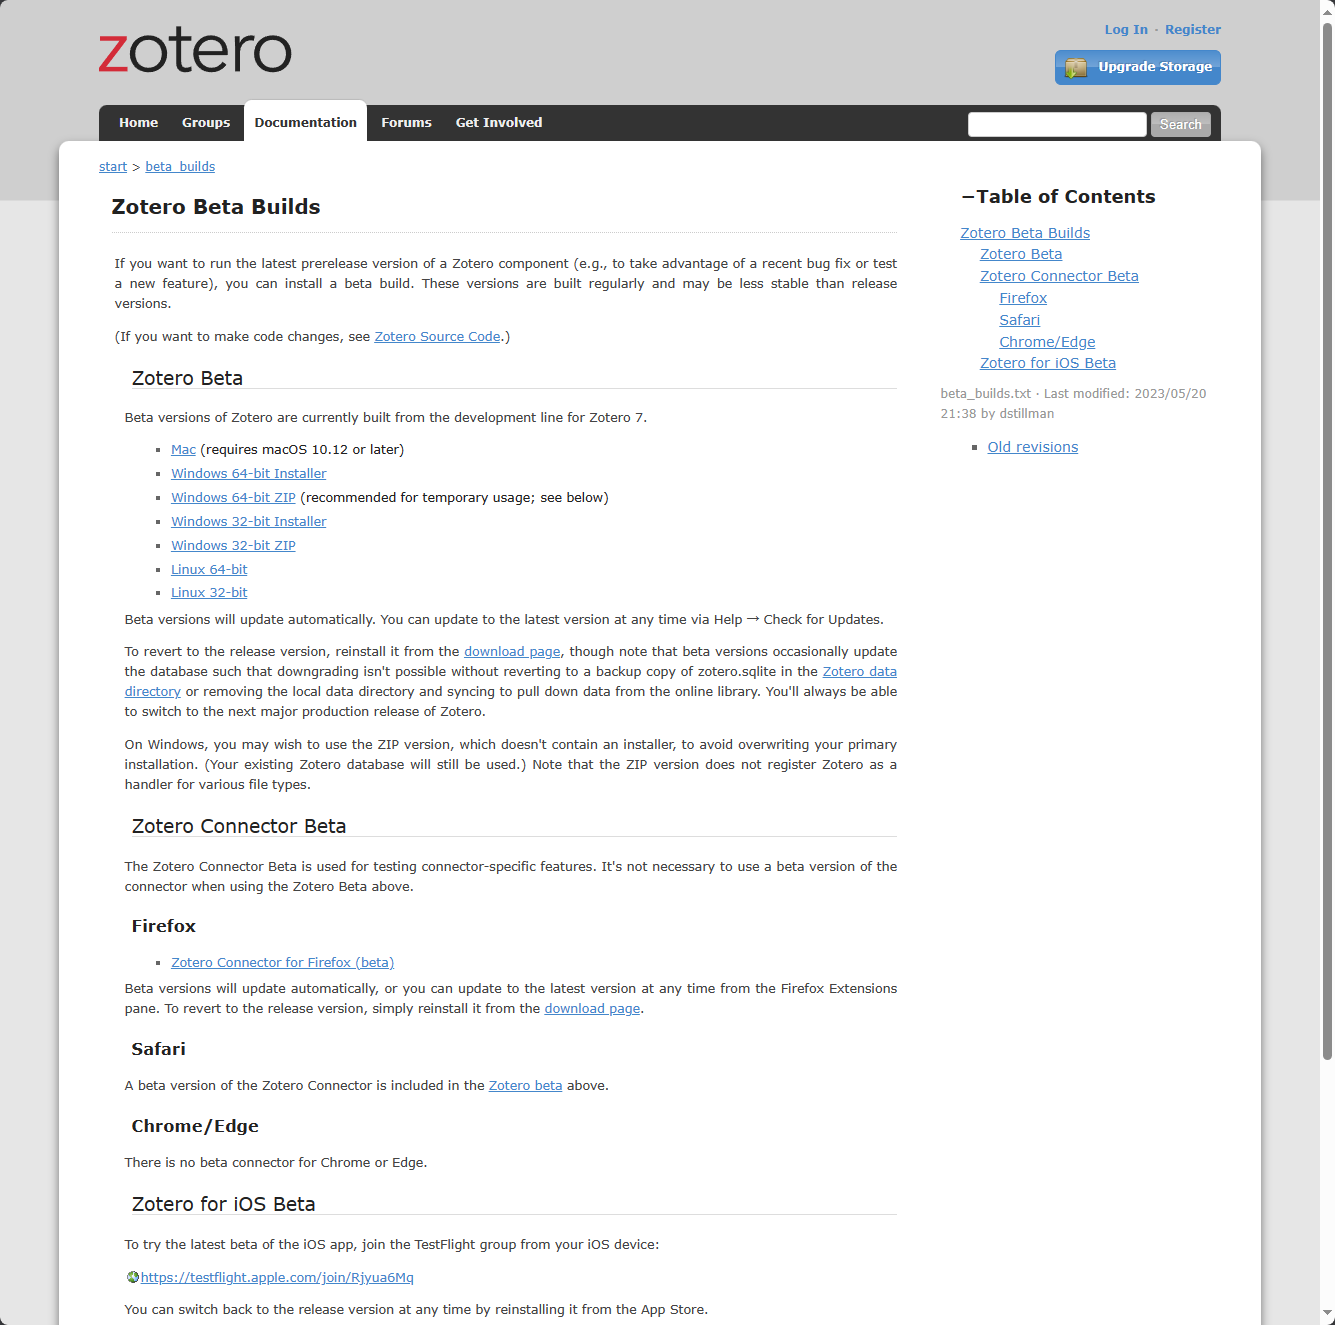 zotero
Log In · Register
Upgrade Storage
Home Groups Documentation Forums Get Involved
Search
start > beta_builds
Zotero Beta Builds
If you want to run the latest prerelease version of a Zotero component (e.g., to take advantage of a recent bug fix or test
a new feature), you can install a beta build. These versions are built regularly and may be less stable than release
versions.
(If you want to make code changes, see Zotero Source Code.)
Zotero Beta
Beta versions of Zotero are currently built from the development line for Zotero 7.
▪ Mac (requires macOS 10.12 or later)
▪ Windows 64-bit Installer
▪ Windows 64-bit ZIP (recommended for temporary usage; see below)
▪ Windows 32-bit Installer
▪ Windows 32-bit ZIP
▪ Linux 64-bit
▪ Linux 32-bit
Beta versions will update automatically. You can update to the latest version at any time via Help → Check for Updates.
To revert to the release version, reinstall it from the download page, though note that beta versions occasionally update
the database such that downgrading isn't possible without reverting to a backup copy of zotero.sqlite in the Zotero data
directory or removing the local data directory and syncing to pull down data from the online library. You'll always be able
to switch to the next major production release of Zotero.
On Windows, you may wish to use the ZIP version, which doesn't contain an installer, to avoid overwriting your primary
installation. (Your existing Zotero database will still be used.) Note that the ZIP version does not register Zotero as a
handler for various file types.
Zotero Connector Beta
The Zotero Connector Beta is used for testing connector-specific features. It's not necessary to use a beta version of the
connector when using the Zotero Beta above.
Firefox
▪ Zotero Connector for Firefox (beta)
Beta versions will update automatically, or you can update to the latest version at any time from the Firefox Extensions
pane. To revert to the release version, simply reinstall it from the download page.
Safari
A beta version of the Zotero Connector is included in the Zotero beta above.
Chrome/Edge
There is no beta connector for Chrome or Edge.
Zotero for iOS Beta
To try the latest beta of the iOS app, join the TestFlight group from your iOS device:
https://testflight.apple.com/join/Rjyua6Mq
You can switch back to the release version at any time by reinstalling it from the App Store.
−Table of Contents
Zotero Beta Builds
Zotero Beta
Zotero Connector Beta
Firefox
Safari
Chrome/Edge
Zotero for iOS Beta
beta_builds.txt · Last modified: 2023/05/20
21:38 by dstillman
▪ Old revisions